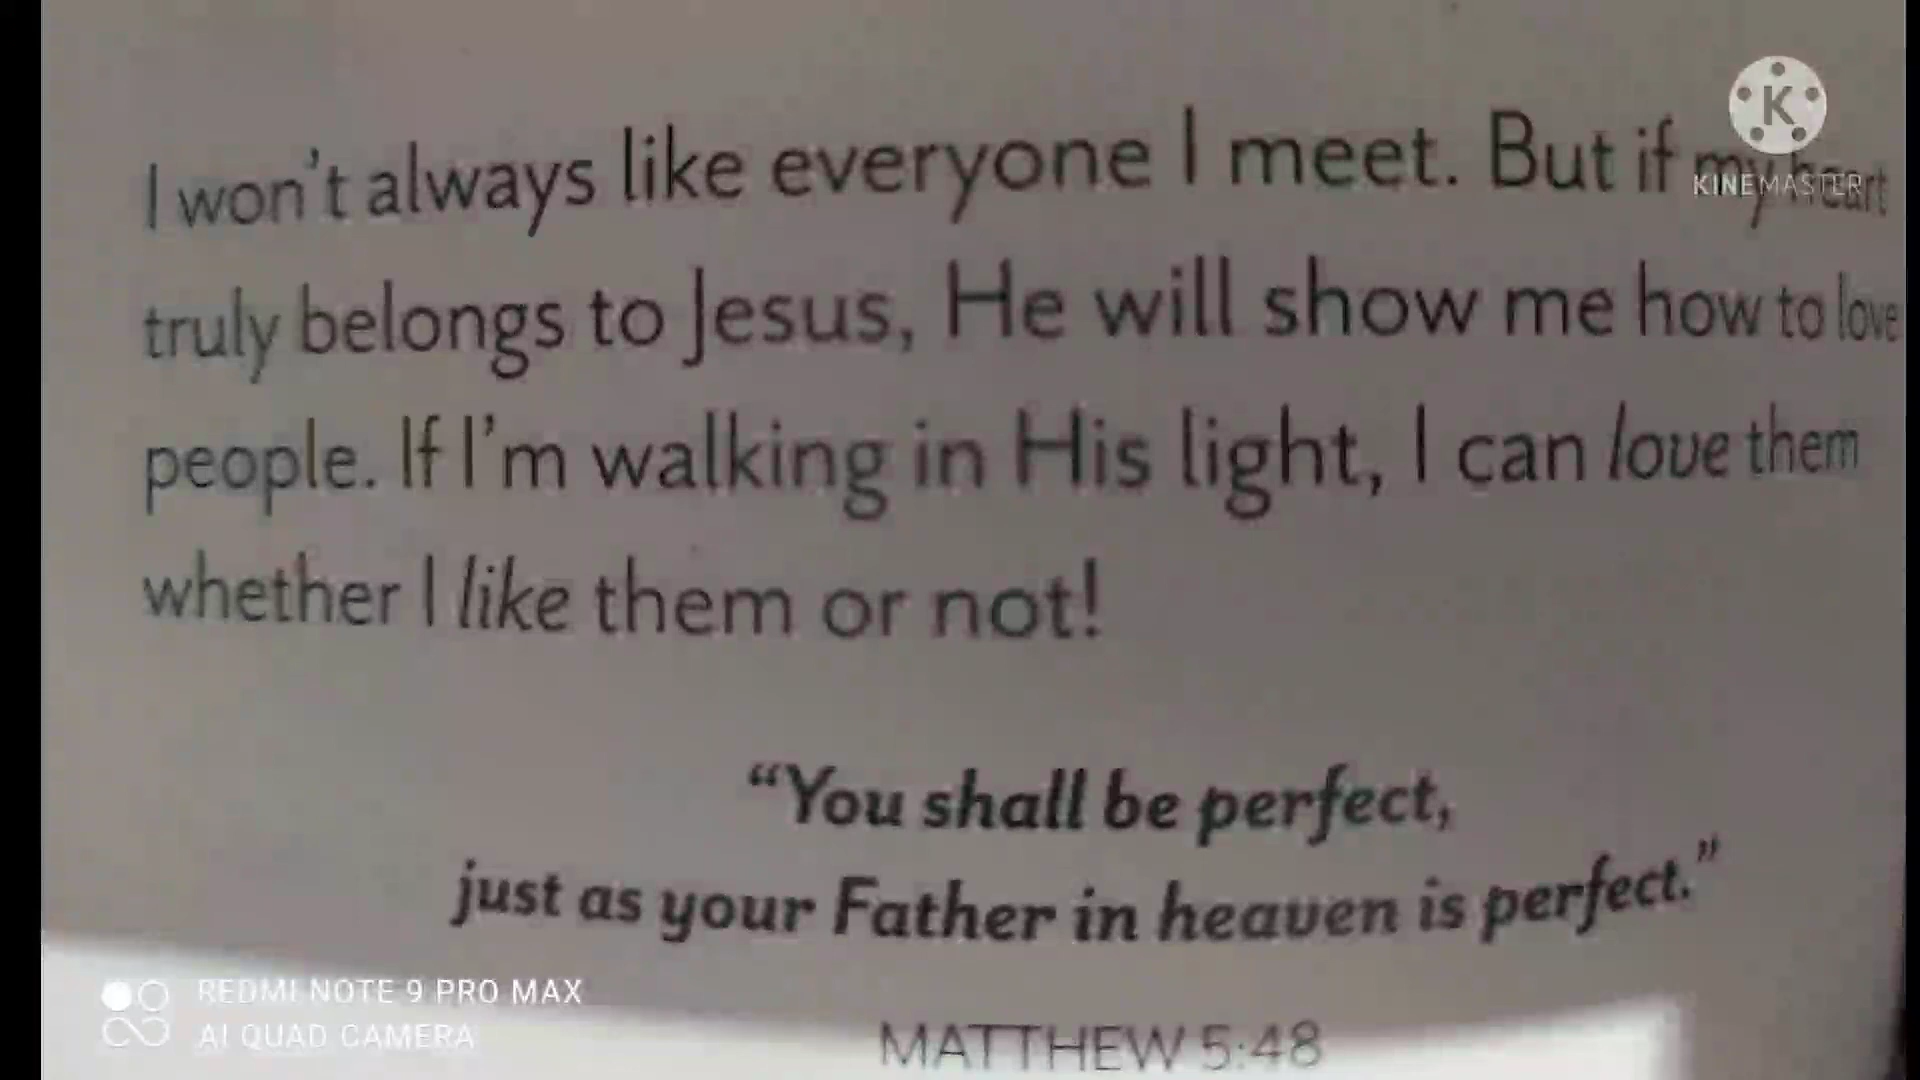 I won't always like everyone I meet. But if my heart
truly belongs to Jesus, He will show me how to love
people. If I'm walking in His light, I can love them
whether I like them or not!
"You shall be perfect,
just as your Father in heaven is perfect."
MATTHEW 5:48
K
KINEMASTER
REDMI NOTE 9 PRO MAX
AI QUAD CAMERA